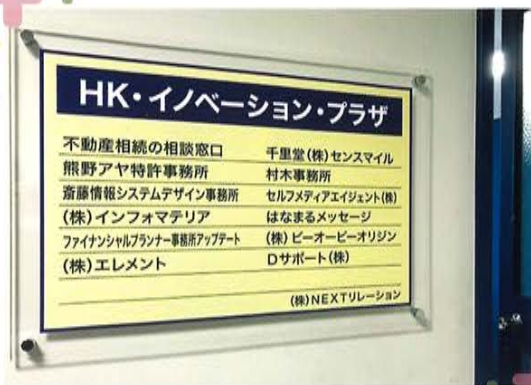 HK・イノベーション・プラザ
不動産相続の相談窓口
熊野アヤ特許事務所
斎藤情報システムデザイン事務所
(株)インフォマテリア
ファイナンシャルプランナー事務所アップデート
(株)エレメント
千里堂(株)センスマイル
村木事務所
セルフメディアエイジェント(株)
はなまるメッセージ
(株)ビーオービーオリジン
Dサポート(株)
(株)NEXTリレーション